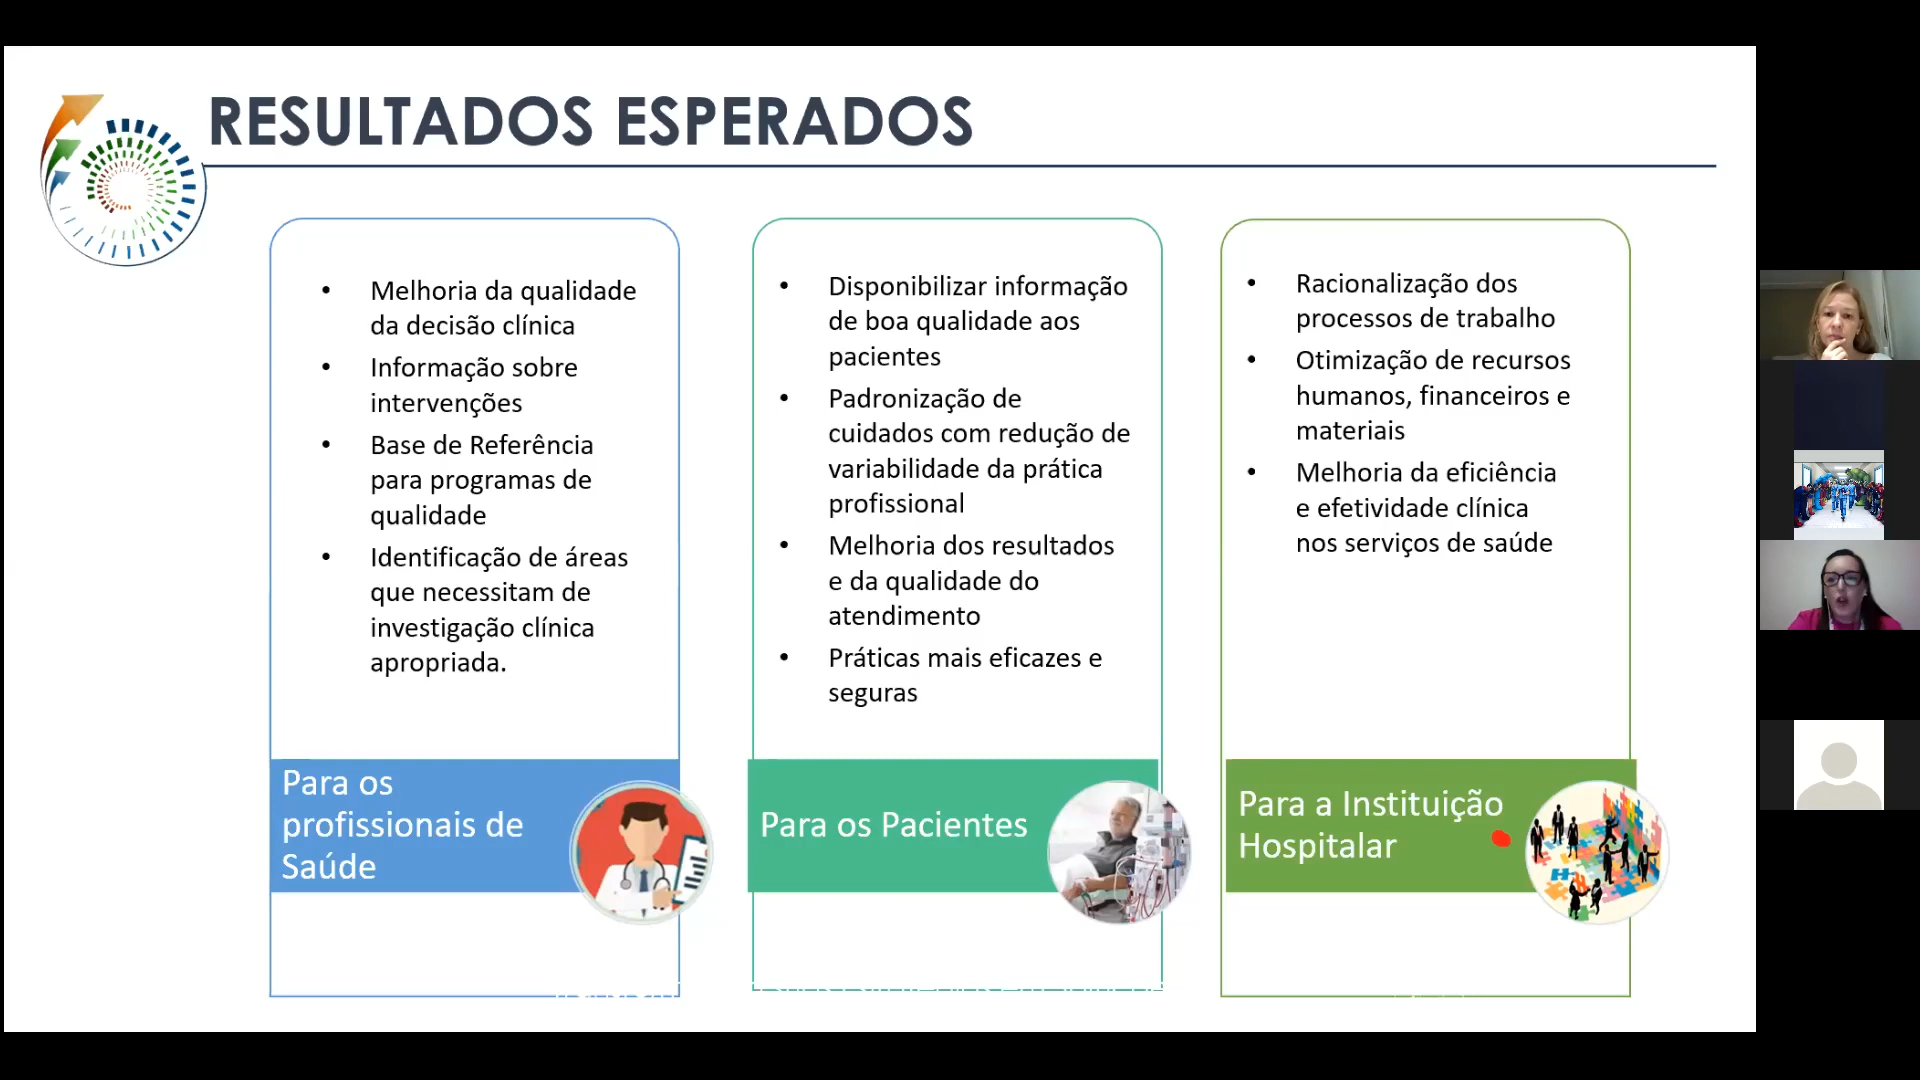 RESULTADOS ESPERADOS
• Melhoria da qualidade
da decisão clínica
• Informação sobre
intervenções
• Base de Referência
para programas de
qualidade
• Identificação de áreas
que necessitam de
investigação clínica
apropriada.
Para os
profissionais de
Saúde
• Disponibilizar informação
de boa qualidade aos
pacientes
• Padronização de
cuidados com redução de
variabilidade da prática
profissional
• Melhoria dos resultados
e da qualidade do
atendimento
• Práticas mais eficazes e
seguras
Para os Pacientes
• Racionalização dos
processos de trabalho
• Otimização de recursos
humanos, financeiros e
materiais
• Melhoria da eficiência
e efetividade clínica
nos serviços de saúde
Para a Instituição
Hospitalar